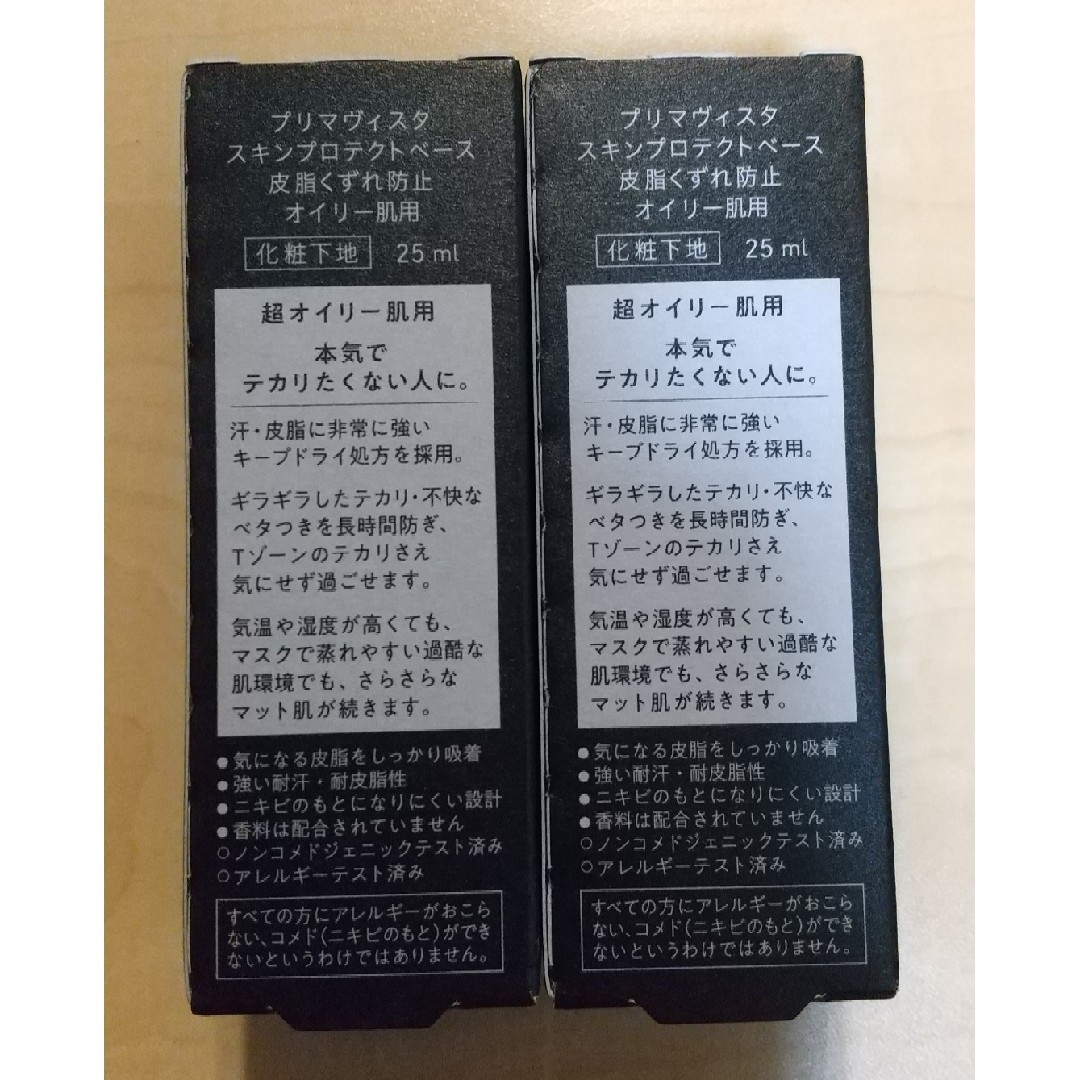 プリマヴィスタ
スキンプロテクトベース
皮脂くずれ防止
オイリー肌用
化粧下地 25ml
超オイリー肌用
本気で
テカリたくない人に。
汗・皮脂に非常に強い
キープドライ処方を採用。
ギラギラしたテカリ・不快な
ベタつきを長時間防ぎ、
Tゾーンのテカリさえ
気にせず過ごせます。
気温や湿度が高くても、
マスクで蒸れやすい過酷な
肌環境でも、さらさらな
マット肌が続きます。
●気になる皮脂をしっかり吸着
●強い耐汗・耐皮脂性
●ニキビのもとになりにくい設計
●香料は配合されていません
○ノンコメドジェニックテスト済み
○アレルギーテスト済み
すべての方にアレルギーがおこら
ない、コメド(ニキビのもと)ができ
ないというわけではありません。
プリマヴィスタ
スキンプロテクトベース
皮脂くずれ防止
オイリー肌用
化粧下地 25ml
超オイリー肌用
本気で
テカリたくない人に。
汗・皮脂に非常に強い
キープドライ処方を採用。
ギラギラしたテカリ・不快な
ベタつきを長時間防ぎ、
Tゾーンのテカリさえ
気にせず過ごせます。
気温や湿度が高くても、
マスクで蒸れやすい過酷な
肌環境でも、さらさらな
マット肌が続きます。
●気になる皮脂をしっかり吸着
●強い耐汗・耐皮脂性
●ニキビのもとになりにくい設計
●香料は配合されていません
○ノンコメドジェニックテスト済み
○アレルギーテスト済み
すべての方にアレルギーがおこら
ない、コメド(ニキビのもと)ができ
ないというわけではありません。